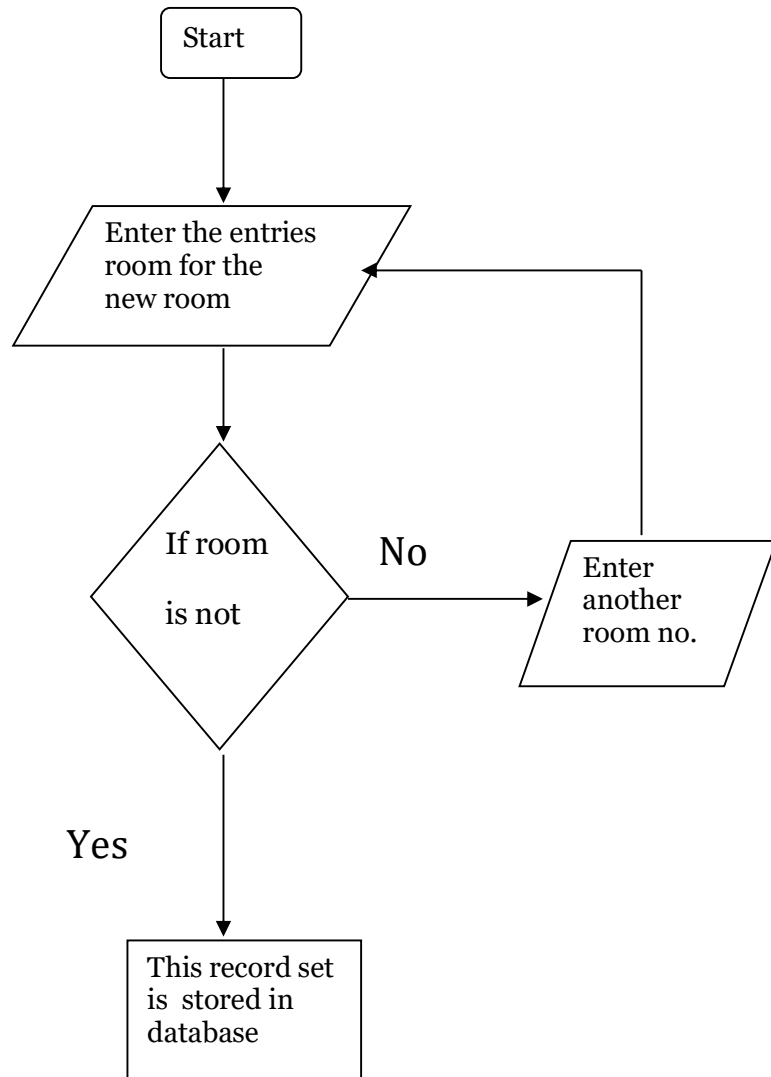 Start
Enter the entries
room for the
new room
If room
is not
No
Enter
another
room no.
Yes
This record set
is  stored in
database